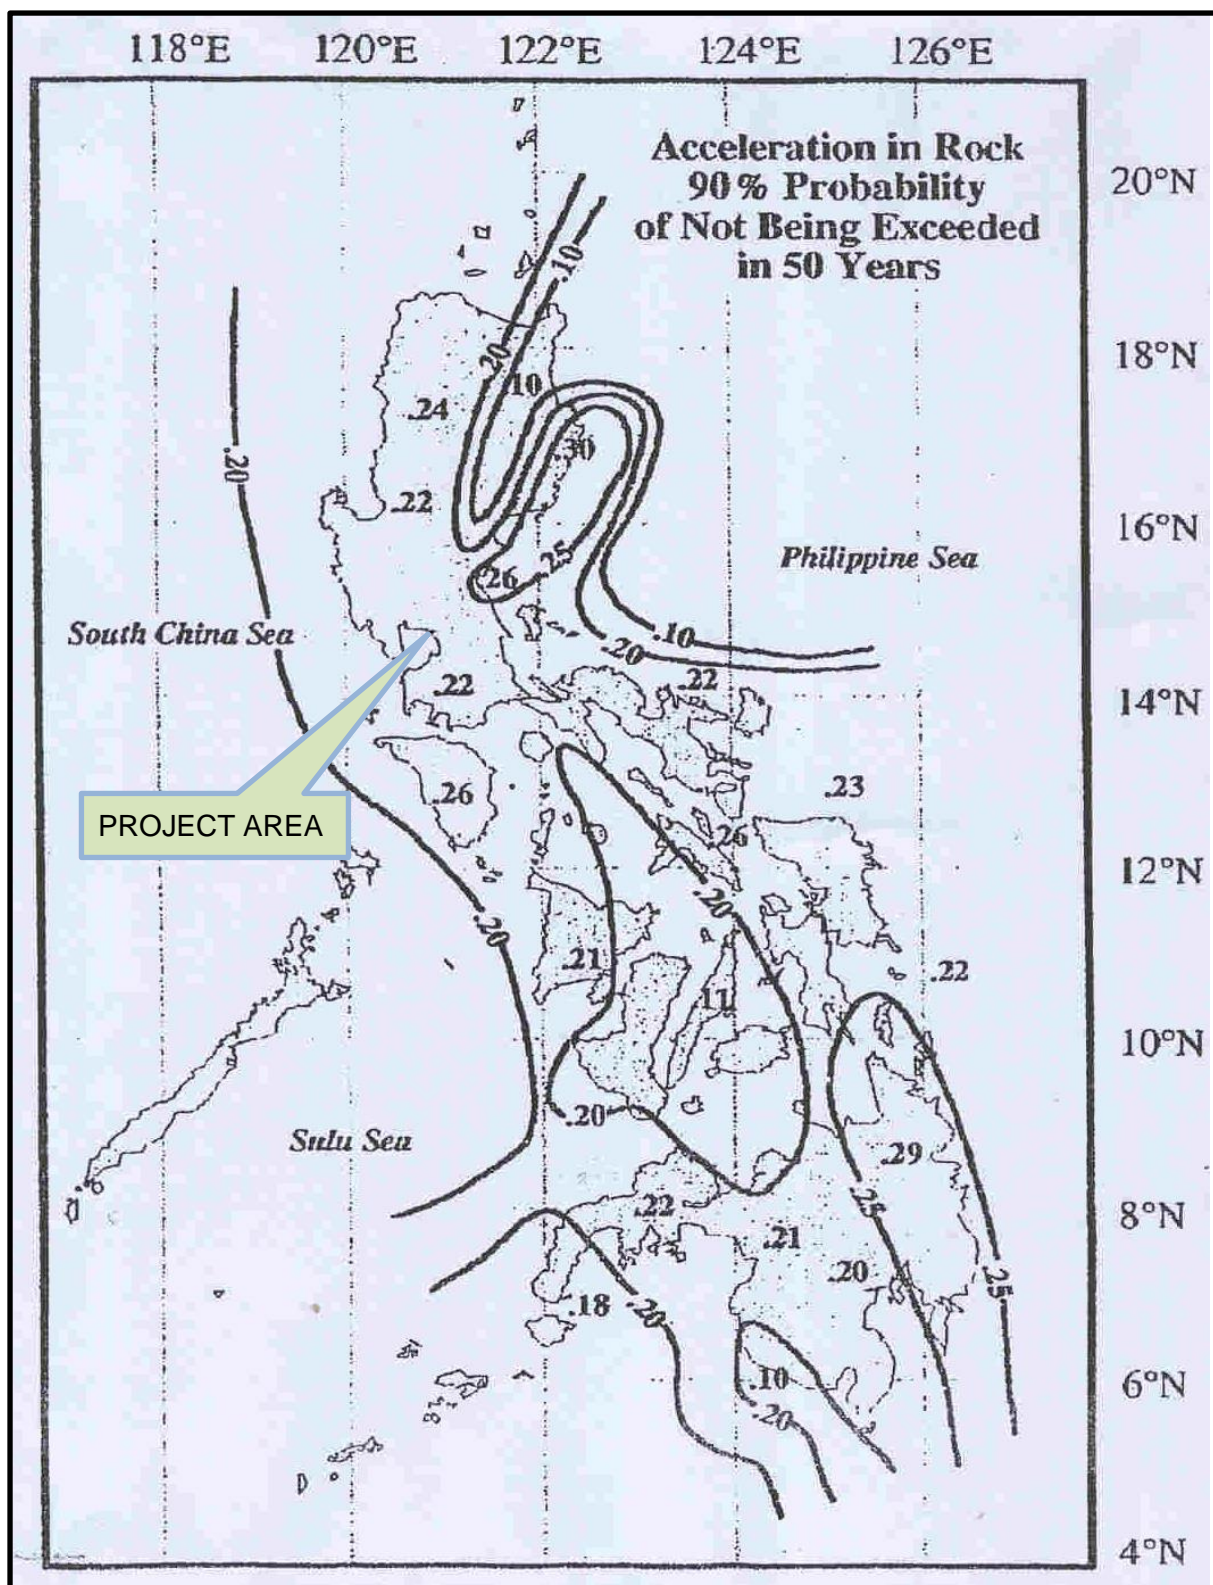 118°E 120°E 122°E 124°E 126°E
Acceleration in Rock
90% Probability
of Not Being Exceeded
in 50 Years
20°N
.10
.20
18°N
.10
.24
.30
.20
.22
16°N
.25
.26
Philippine Sea
South China Sea
.10
.20
.22
.22
14°N
.26
.23
PROJECT AREA
.26
12°N
.20
.20
.21
.22
.11
10°N
.20
Sulu Sea
.29
.25
.22
8°N
.21
.20
.25
.18
.20
.10
6°N
.20
4°N